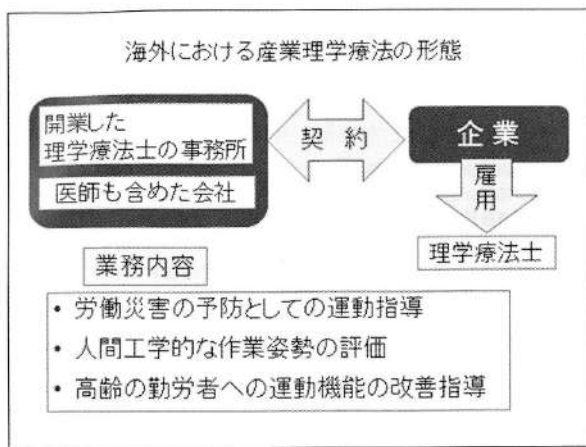 海外における産業理学療法の形態
開業した
理学療法士の事務所
医師も含めた会社
契約
企業
雇用
理学療法士
業務内容
• 労働災害の予防としての運動指導
• 人間工学的な作業姿勢の評価
• 高齢の勤労者への運動機能の改善指導